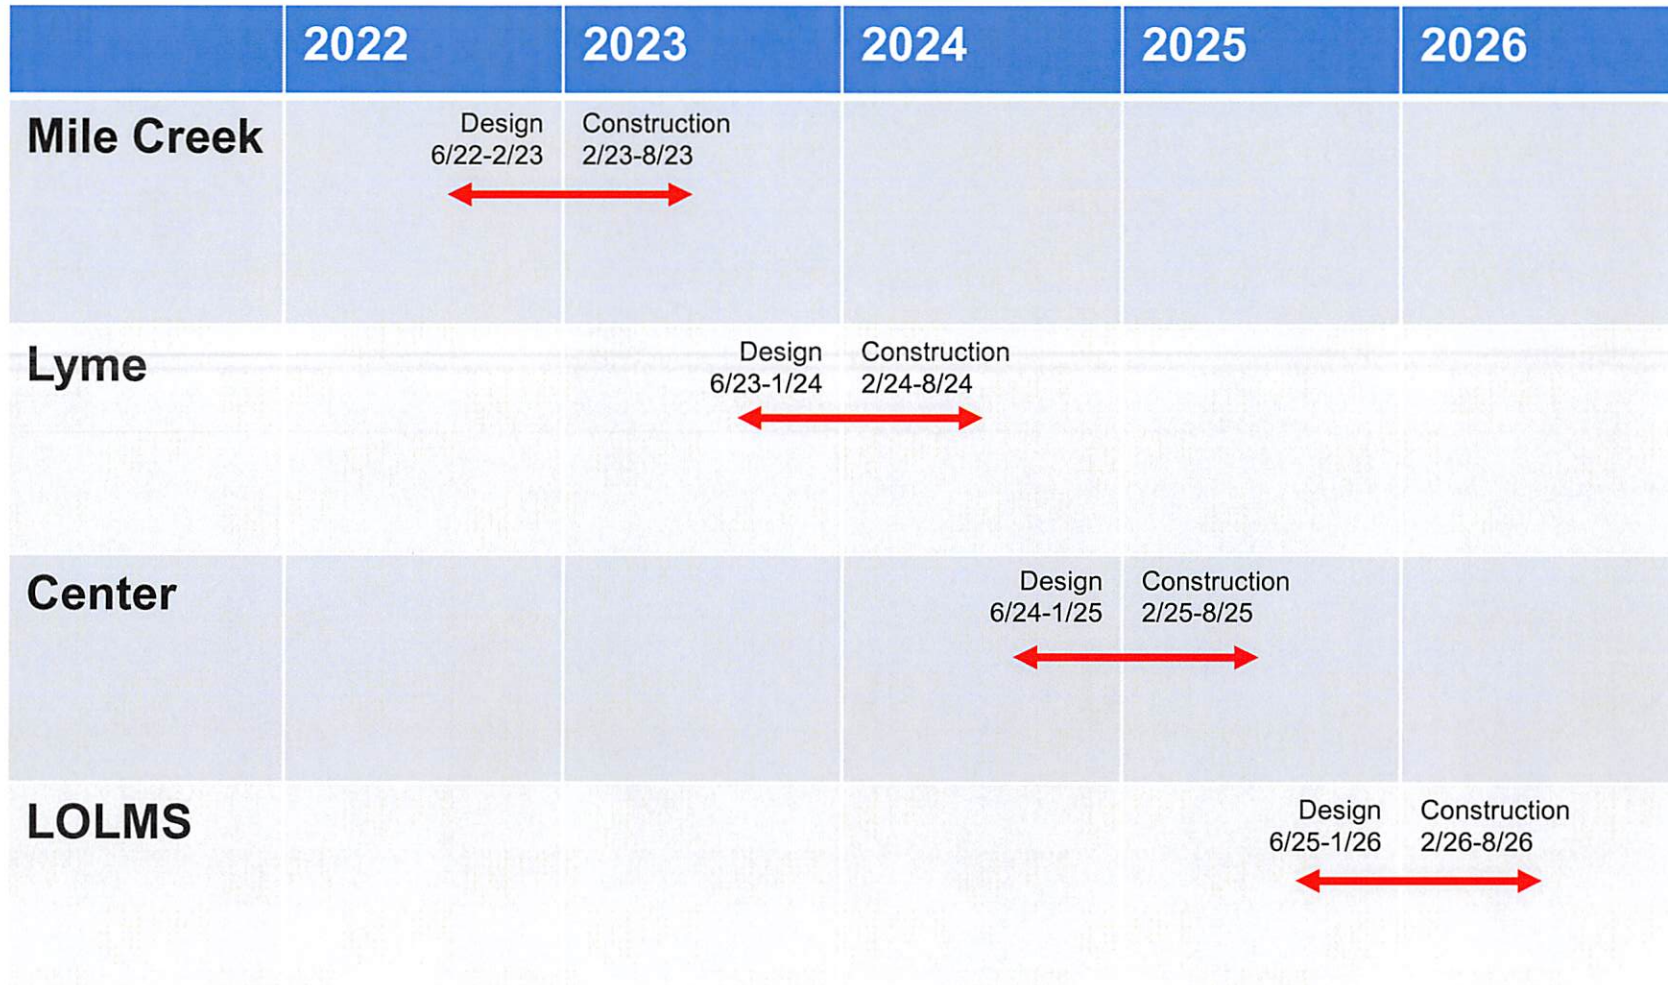 2022 2023 2024 2025 2026
Mile Creek
Design
6/22-2/23
Construction
2/23-8/23
Lyme
Design
6/23-1/24
Construction
2/24-8/24
Center
Design
6/24-1/25
Construction
2/25-8/25
LOLMS
Design
6/25-1/26
Construction
2/26-8/26